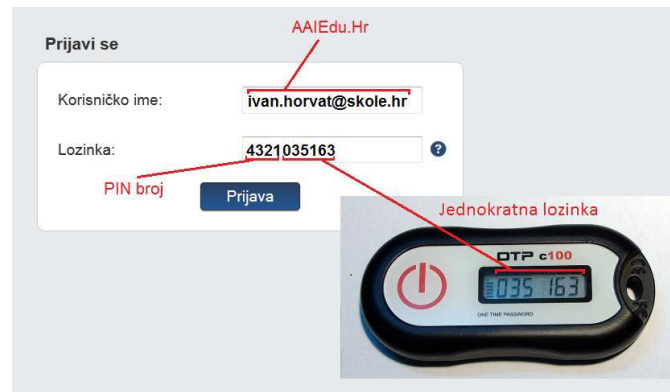 AAIEdu.Hr
Prijavi se
Korisničko ime: ivan.horvat@skole.hr
Lozinka: 4321035163
PIN broj
Prijava
Jednokratna lozinka
OTP c100
035 163
ONE TIME PASSWORD